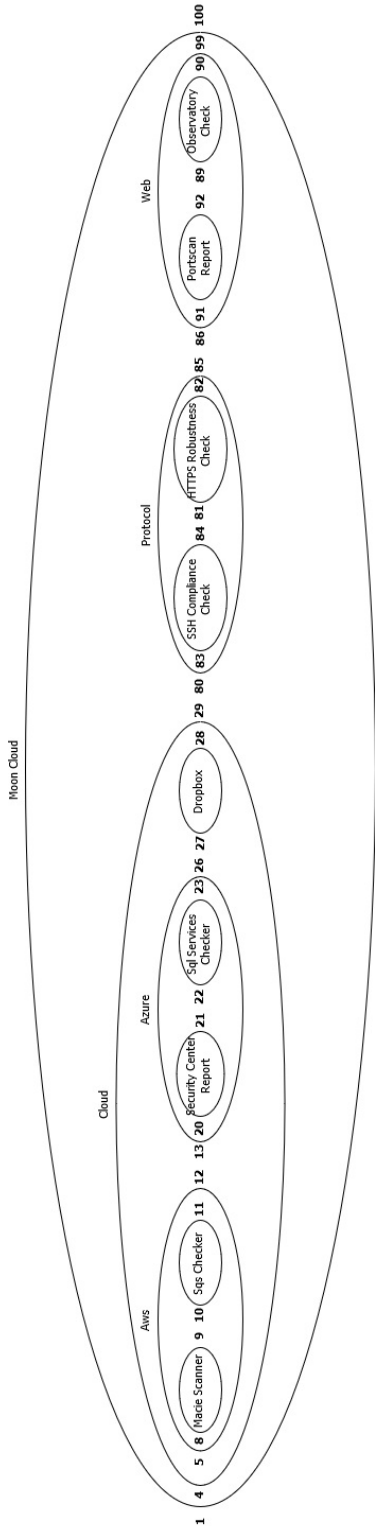 Moon Cloud
Cloud
Aws
Azure
Protocol
Web
1
4
5
8
Macie Scanner
9
10
Sqs Checker
11
12
13
20
Security Center
Report
21
22
Sql Services
Checker
23
26
27
Dropbox
28
29
80
83
SSH Compliance
Check
84
81
HTTPS Robustness
Check
82
85
86
91
Portscan
Report
92
89
Observatory
Check
90
99
100